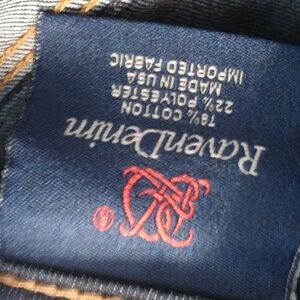 ®
RavenDenim
78% COTTON
22% POLYESTER
MADE IN USA
IMPORTED FABRIC